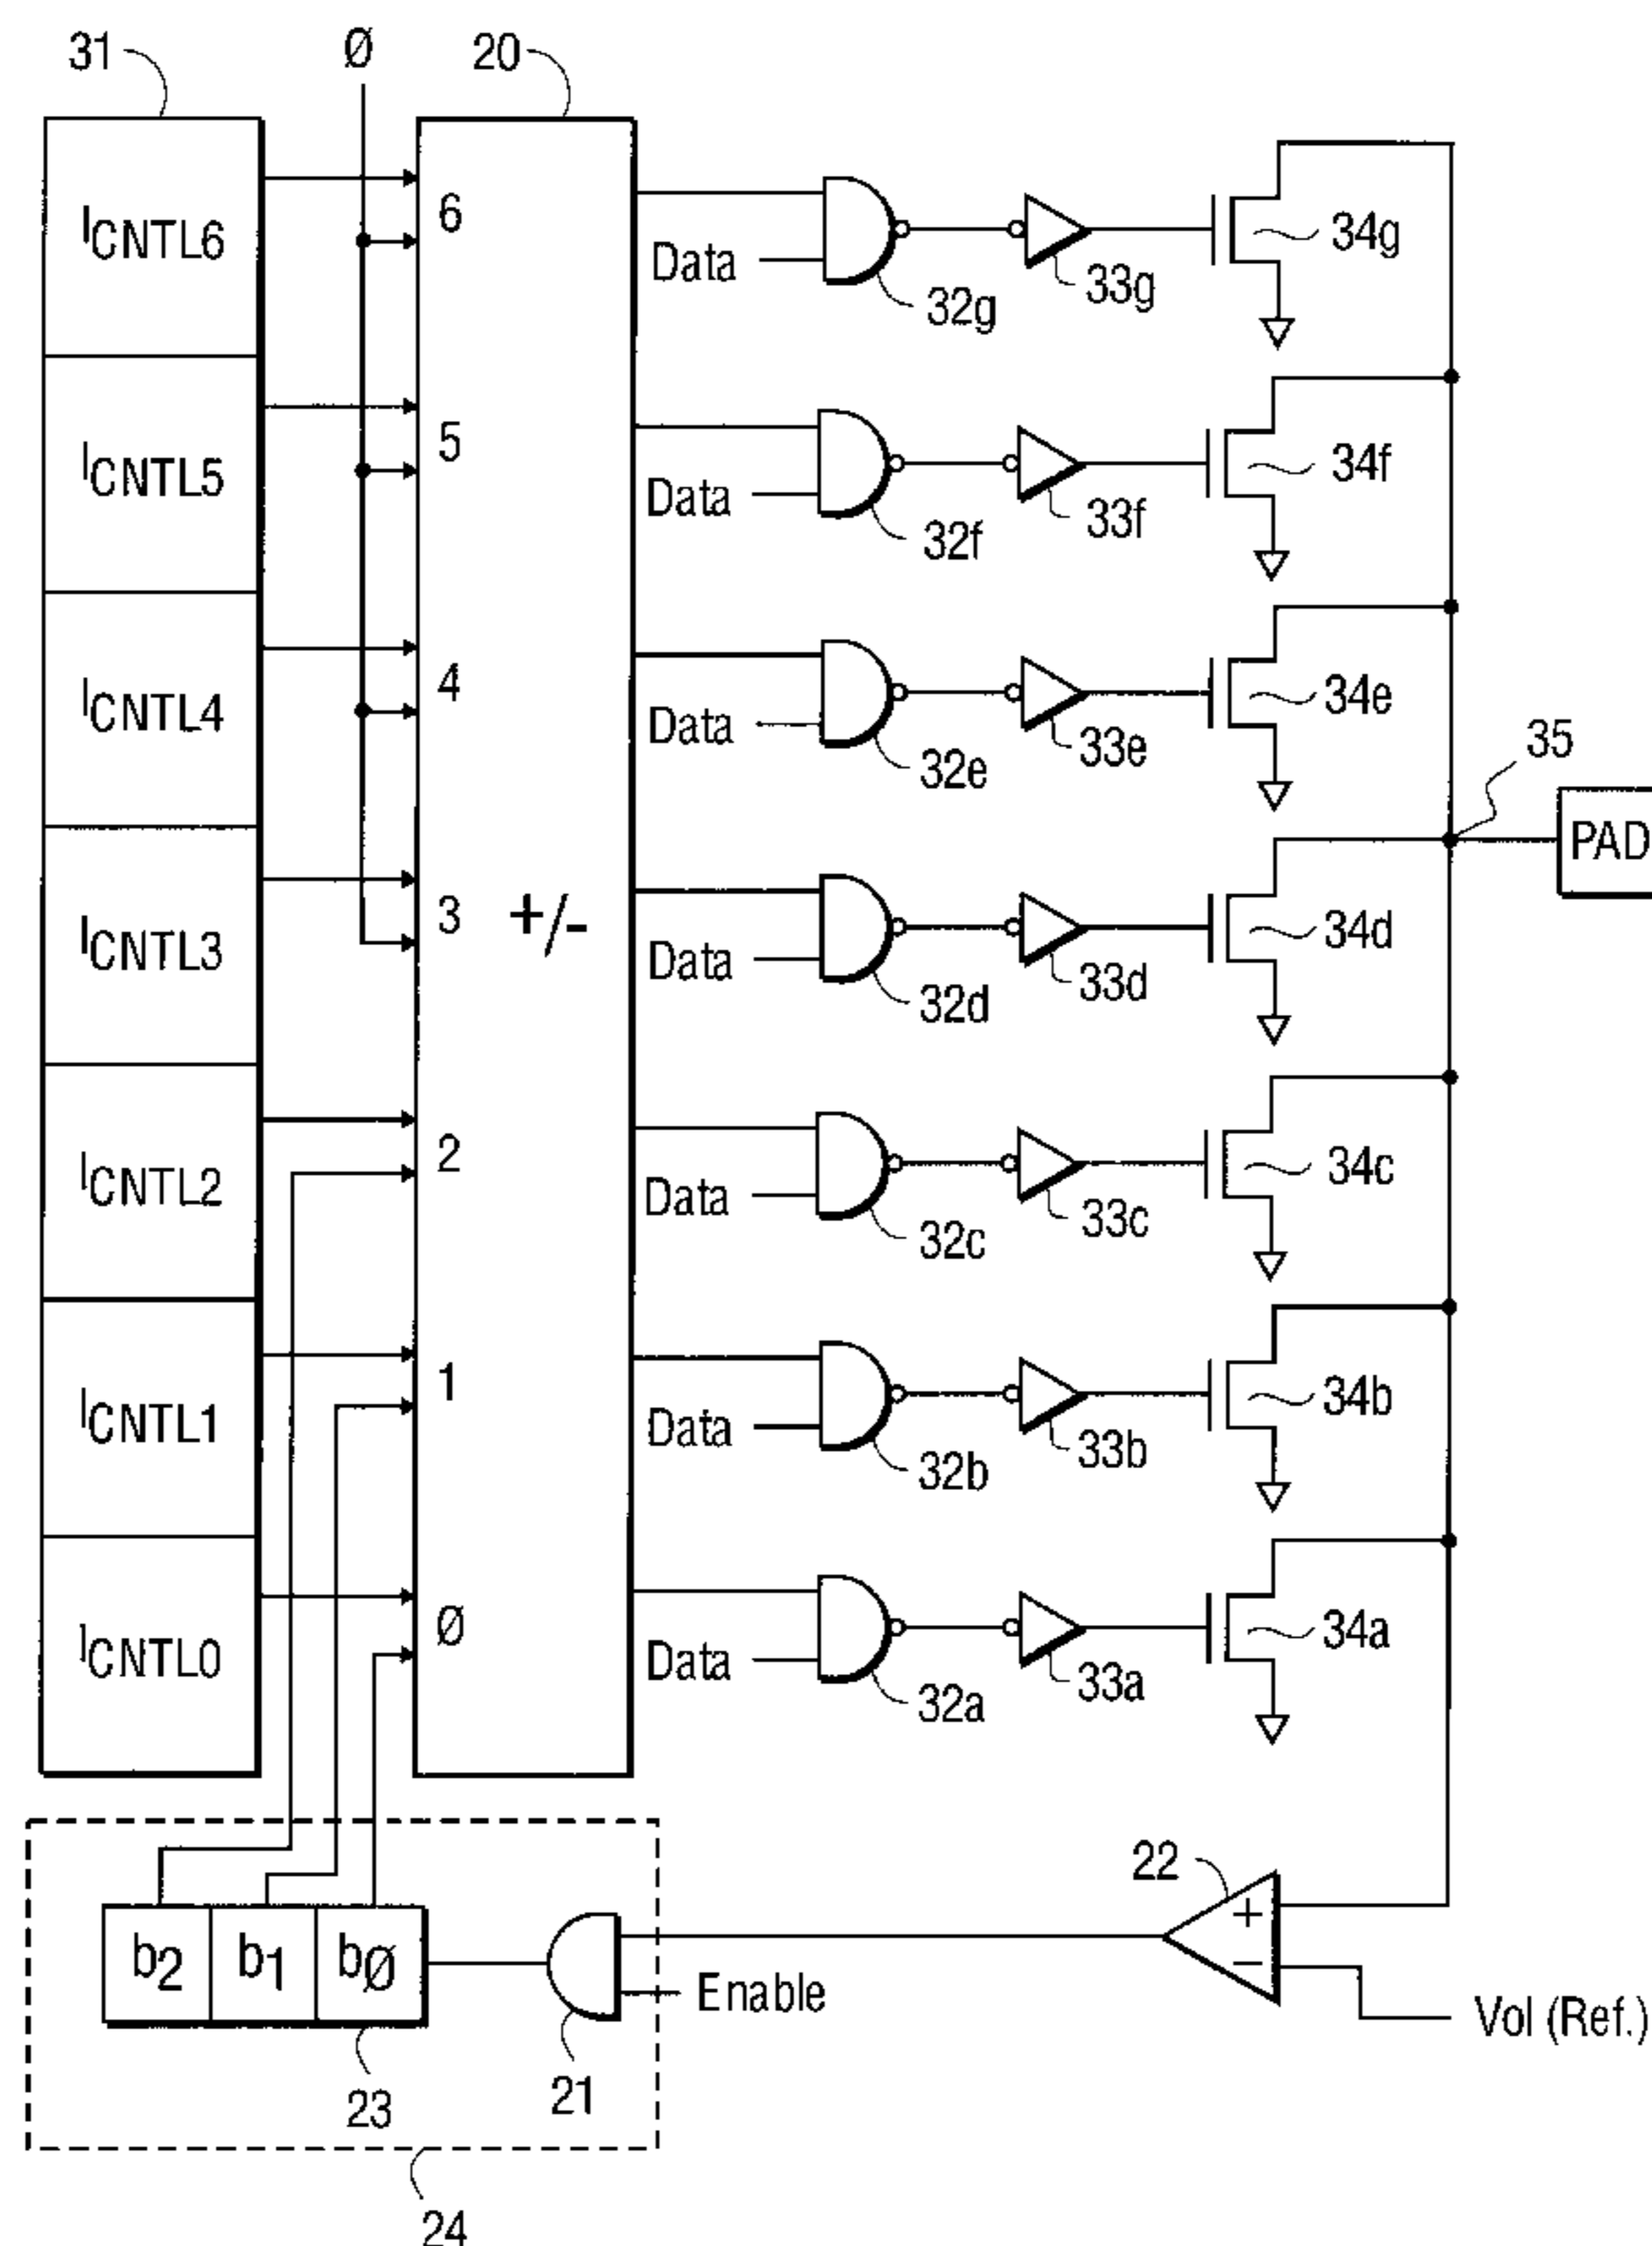 31
Ø
20
ICNTL6
6
Data
32g
33g
34g
ICNTL5
5
Data
32f
33f
34f
ICNTL4
4
Data
32e
33e
34e
35
PAD
ICNTL3
3
+/-
Data
32d
33d
34d
ICNTL2
2
Data
32c
33c
34c
ICNTL1
1
Data
32b
33b
34b
ICNTL0
Ø
Data
32a
33a
34a
22
+
−
b2 b1 bØ
Enable
Vol (Ref.)
23
21
24